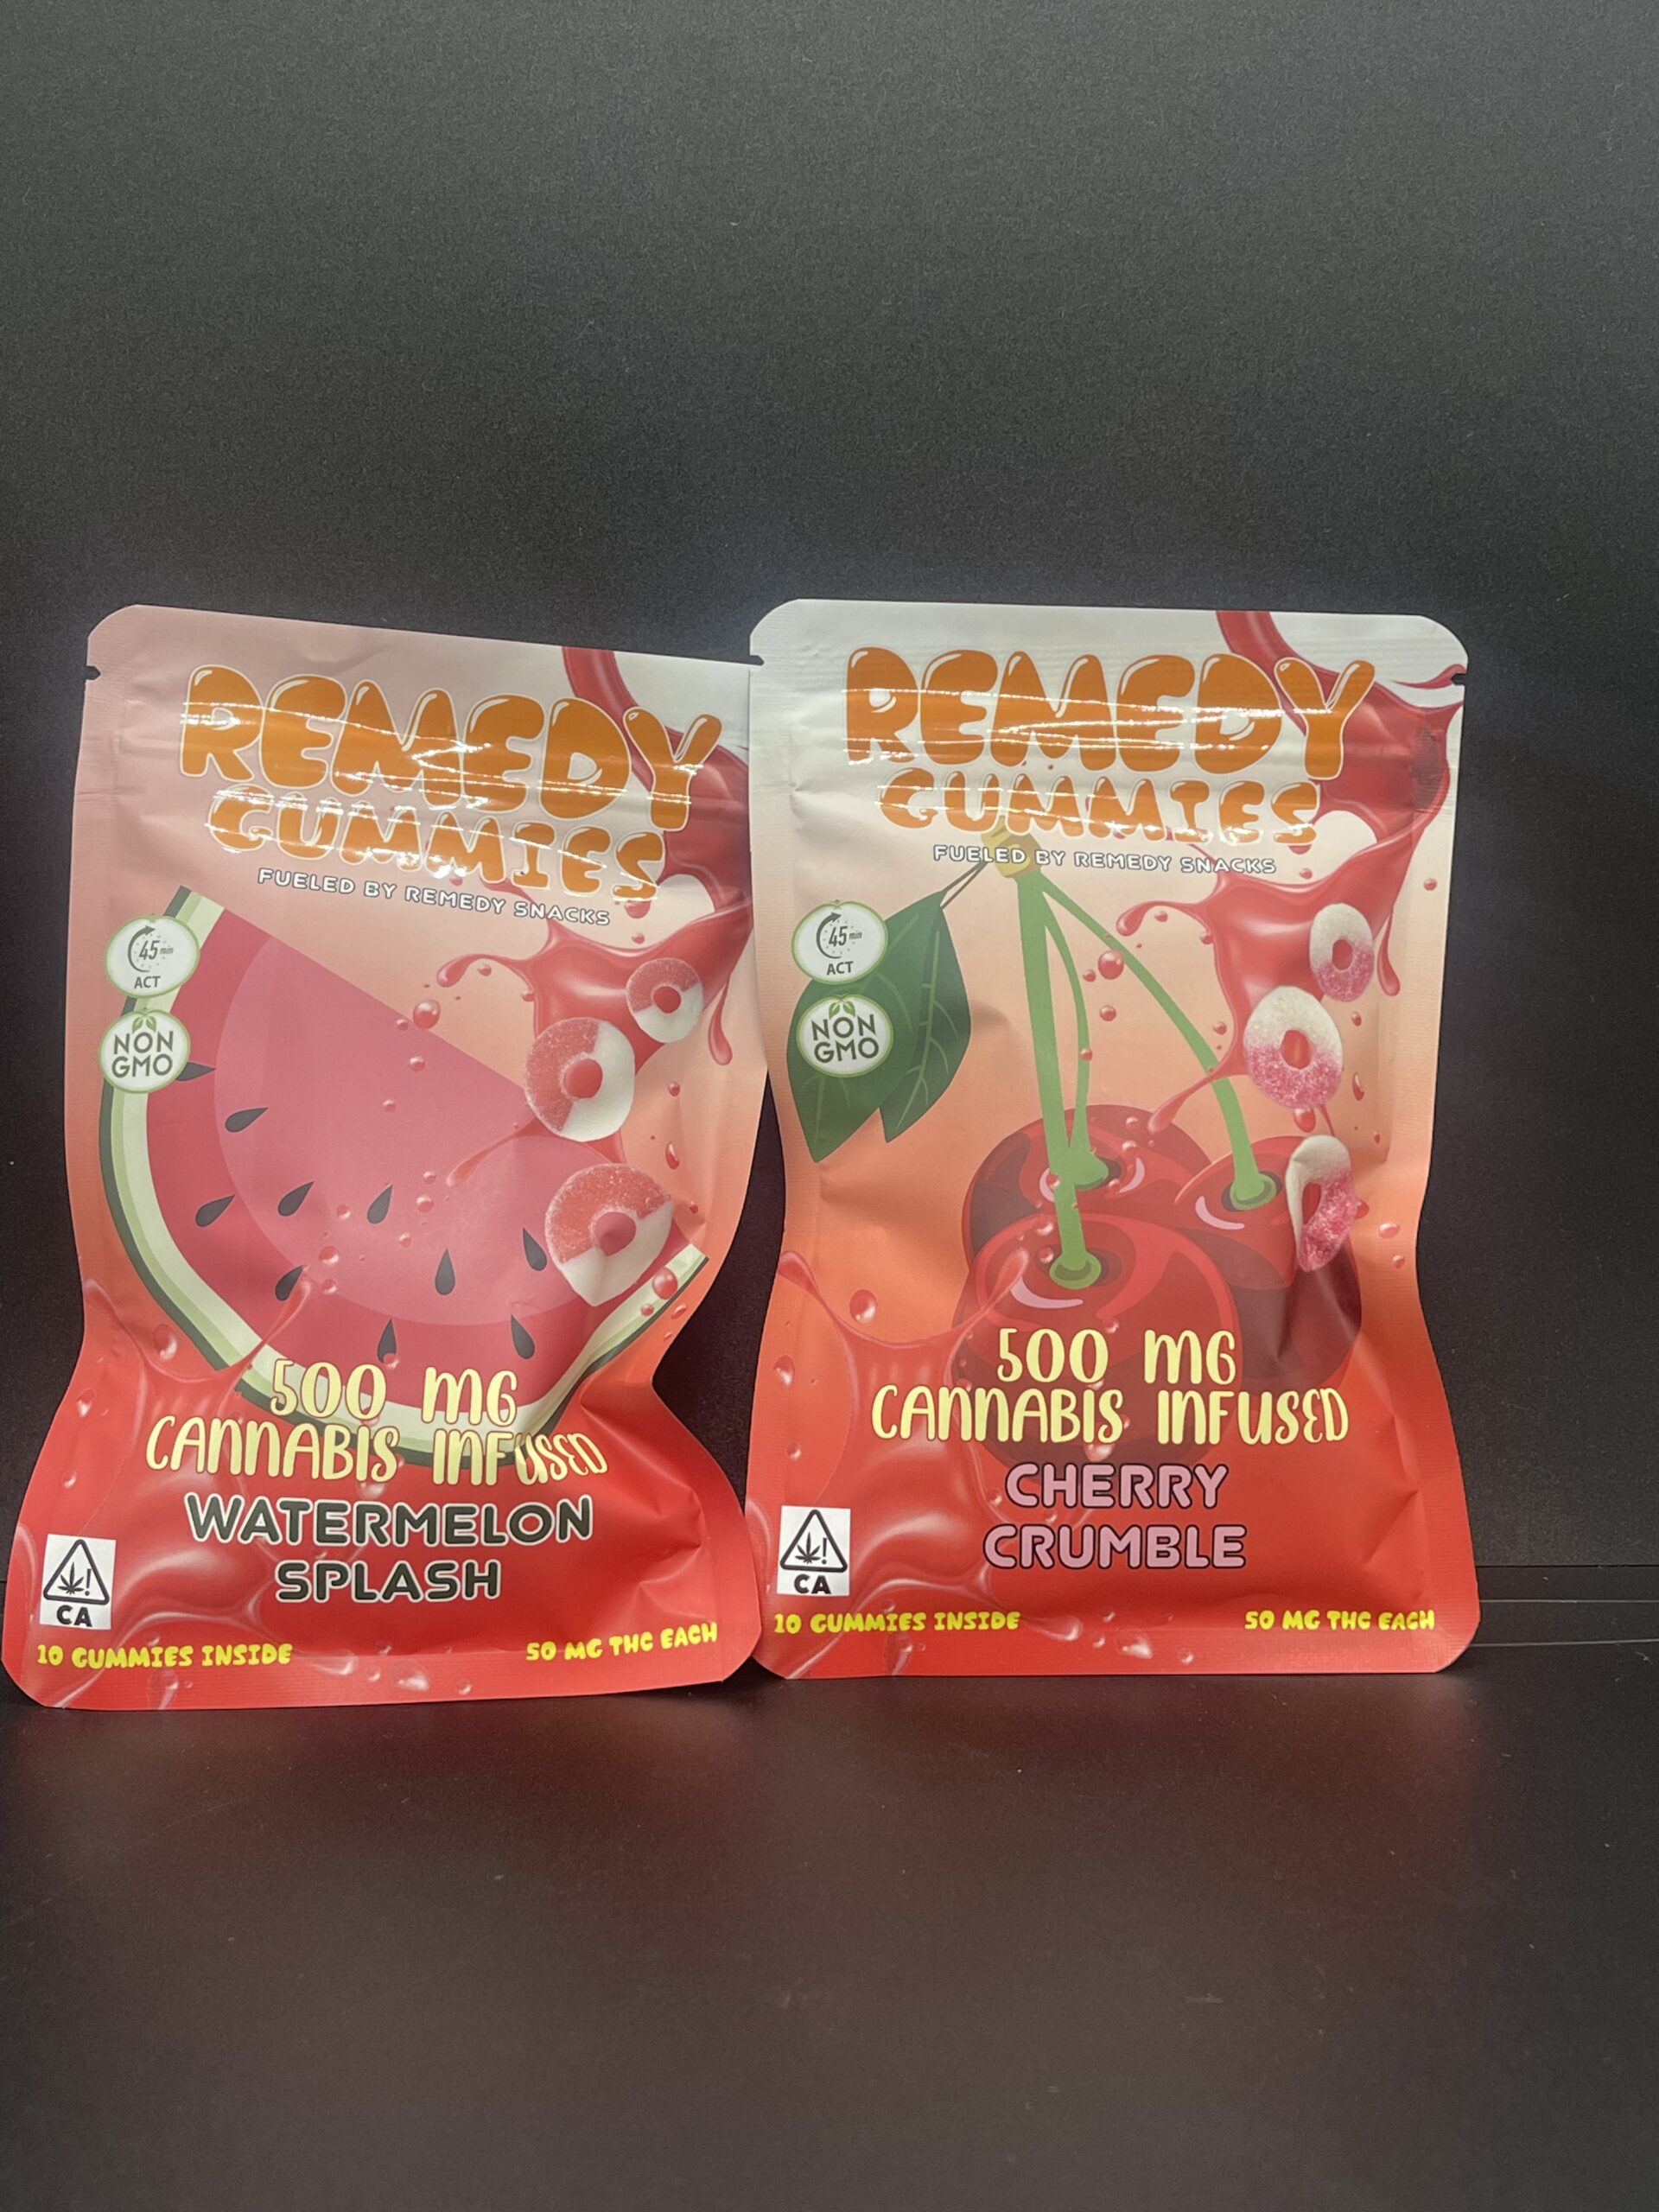 REMEDY
GUMMIES
FUELED BY REMEDY SNACKS
45 min
ACT
NON
GMO
500 MG
CANNABIS INFUSED
WATERMELON
SPLASH
CA
10 GUMMIES INSIDE
50 MG THC EACH
REMEDY
GUMMIES
FUELED BY REMEDY SNACKS
45 min
ACT
NON
GMO
500 MG
CANNABIS INFUSED
CHERRY
CRUMBLE
CA
10 GUMMIES INSIDE
50 MG THC EACH